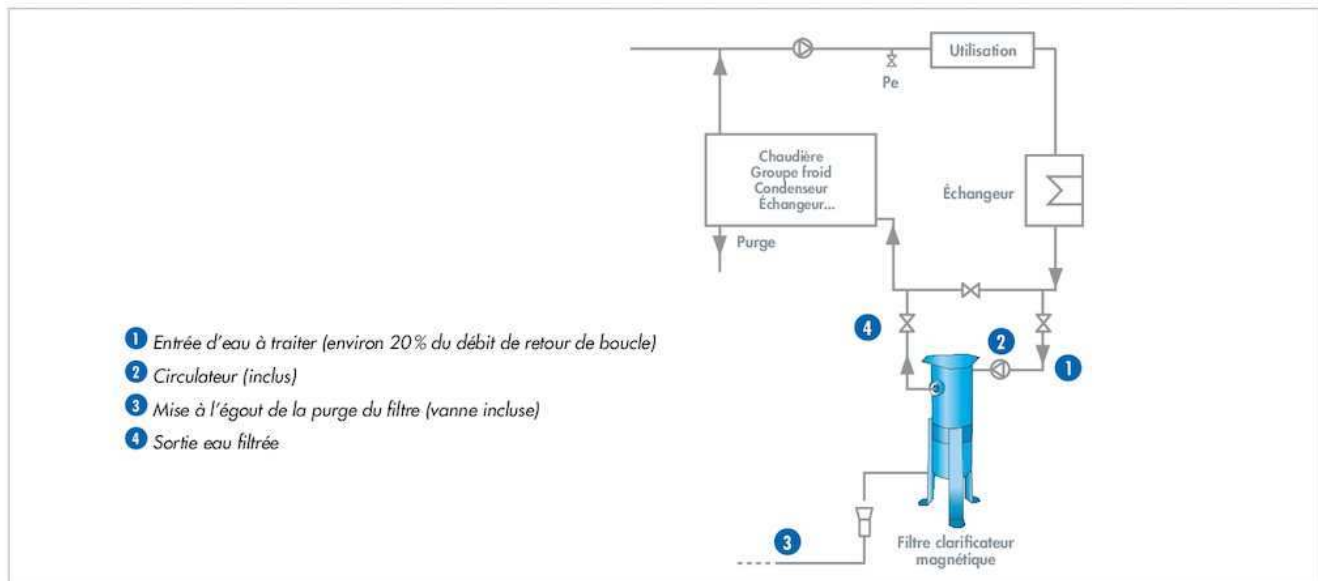 Utilisation
Pe
Chaudière
Groupe froid
Condenseur
Échangeur...
Échangeur
Purge
4
2
1
1 Entrée d'eau à traiter (environ 20 % du débit de retour de boucle)
2 Circulateur (inclus)
3 Mise à l'égout de la purge du filtre (vanne incluse)
4 Sortie eau filtrée
3
Filtre clarificateur
magnétique